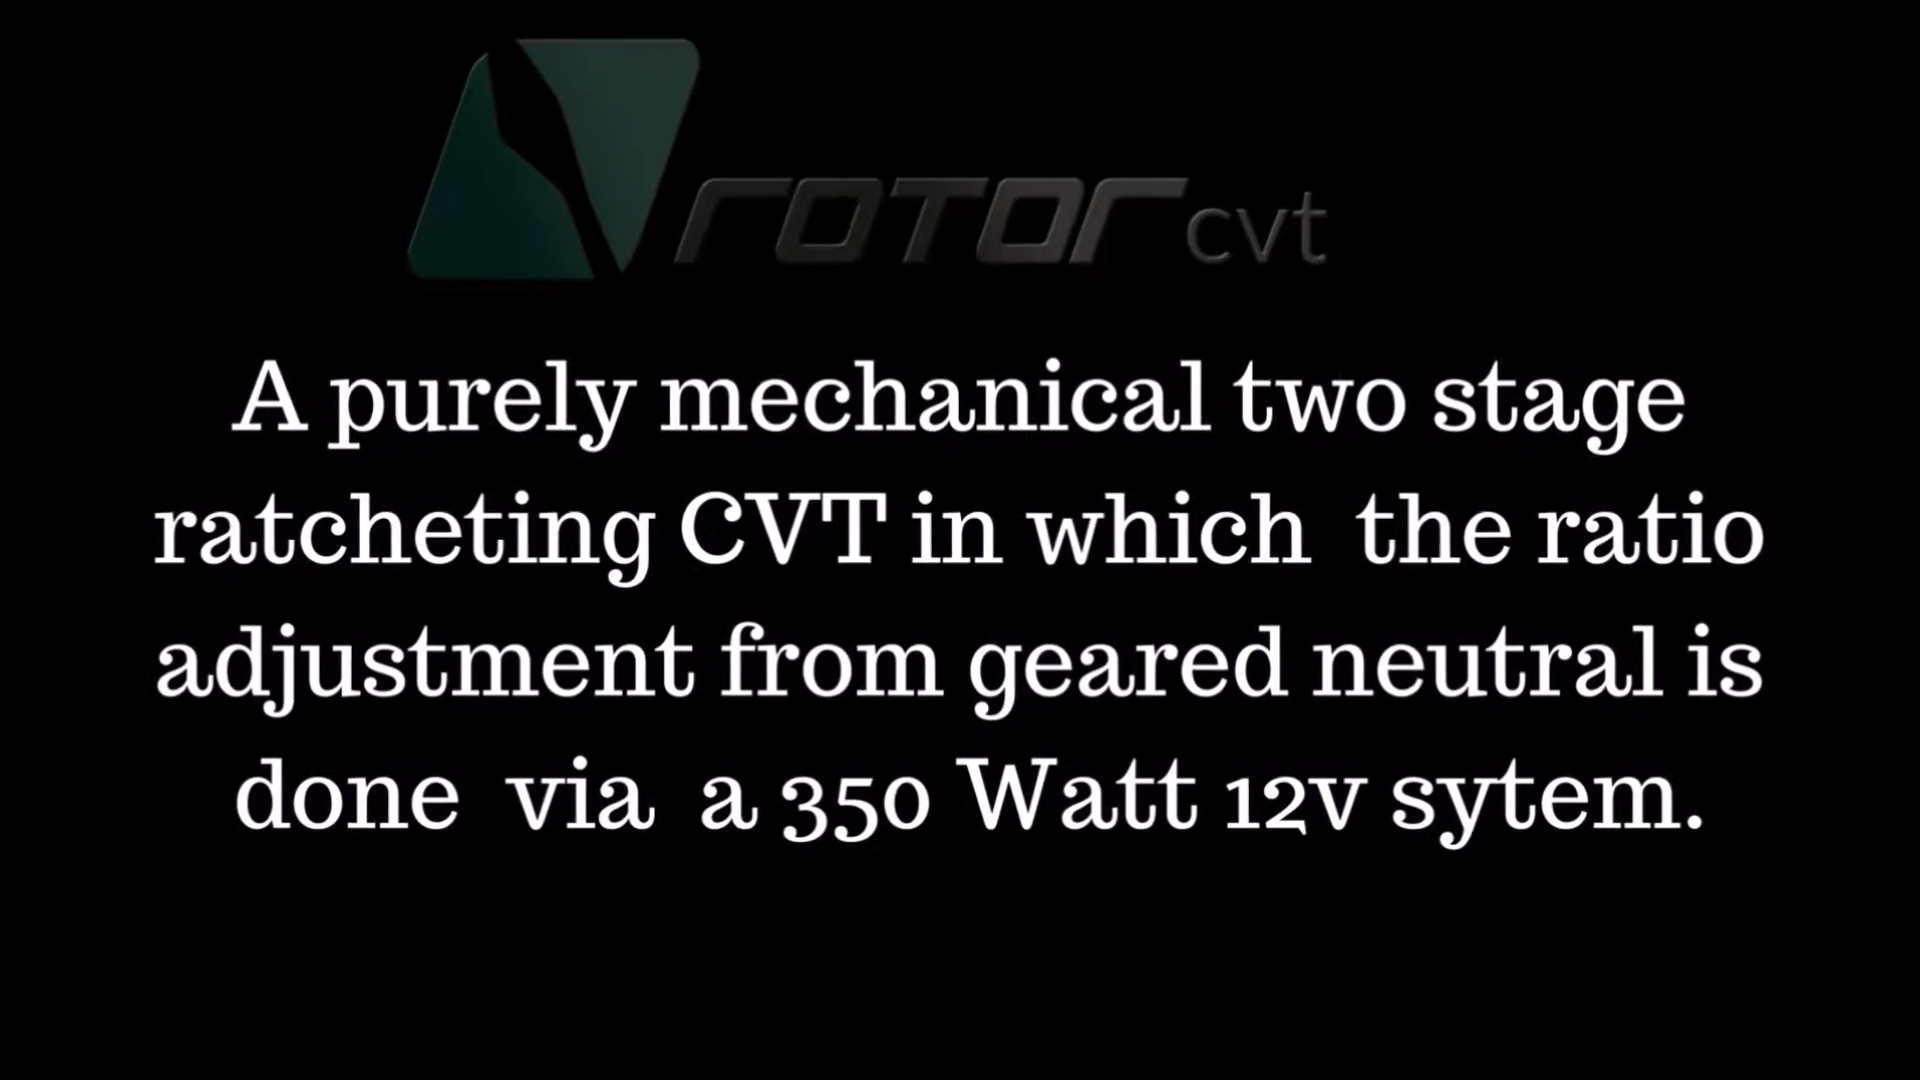 rotor cvt
A purely mechanical two stage
ratcheting CVT in which the ratio
adjustment from geared neutral is
done via a 350 Watt 12v sytem.